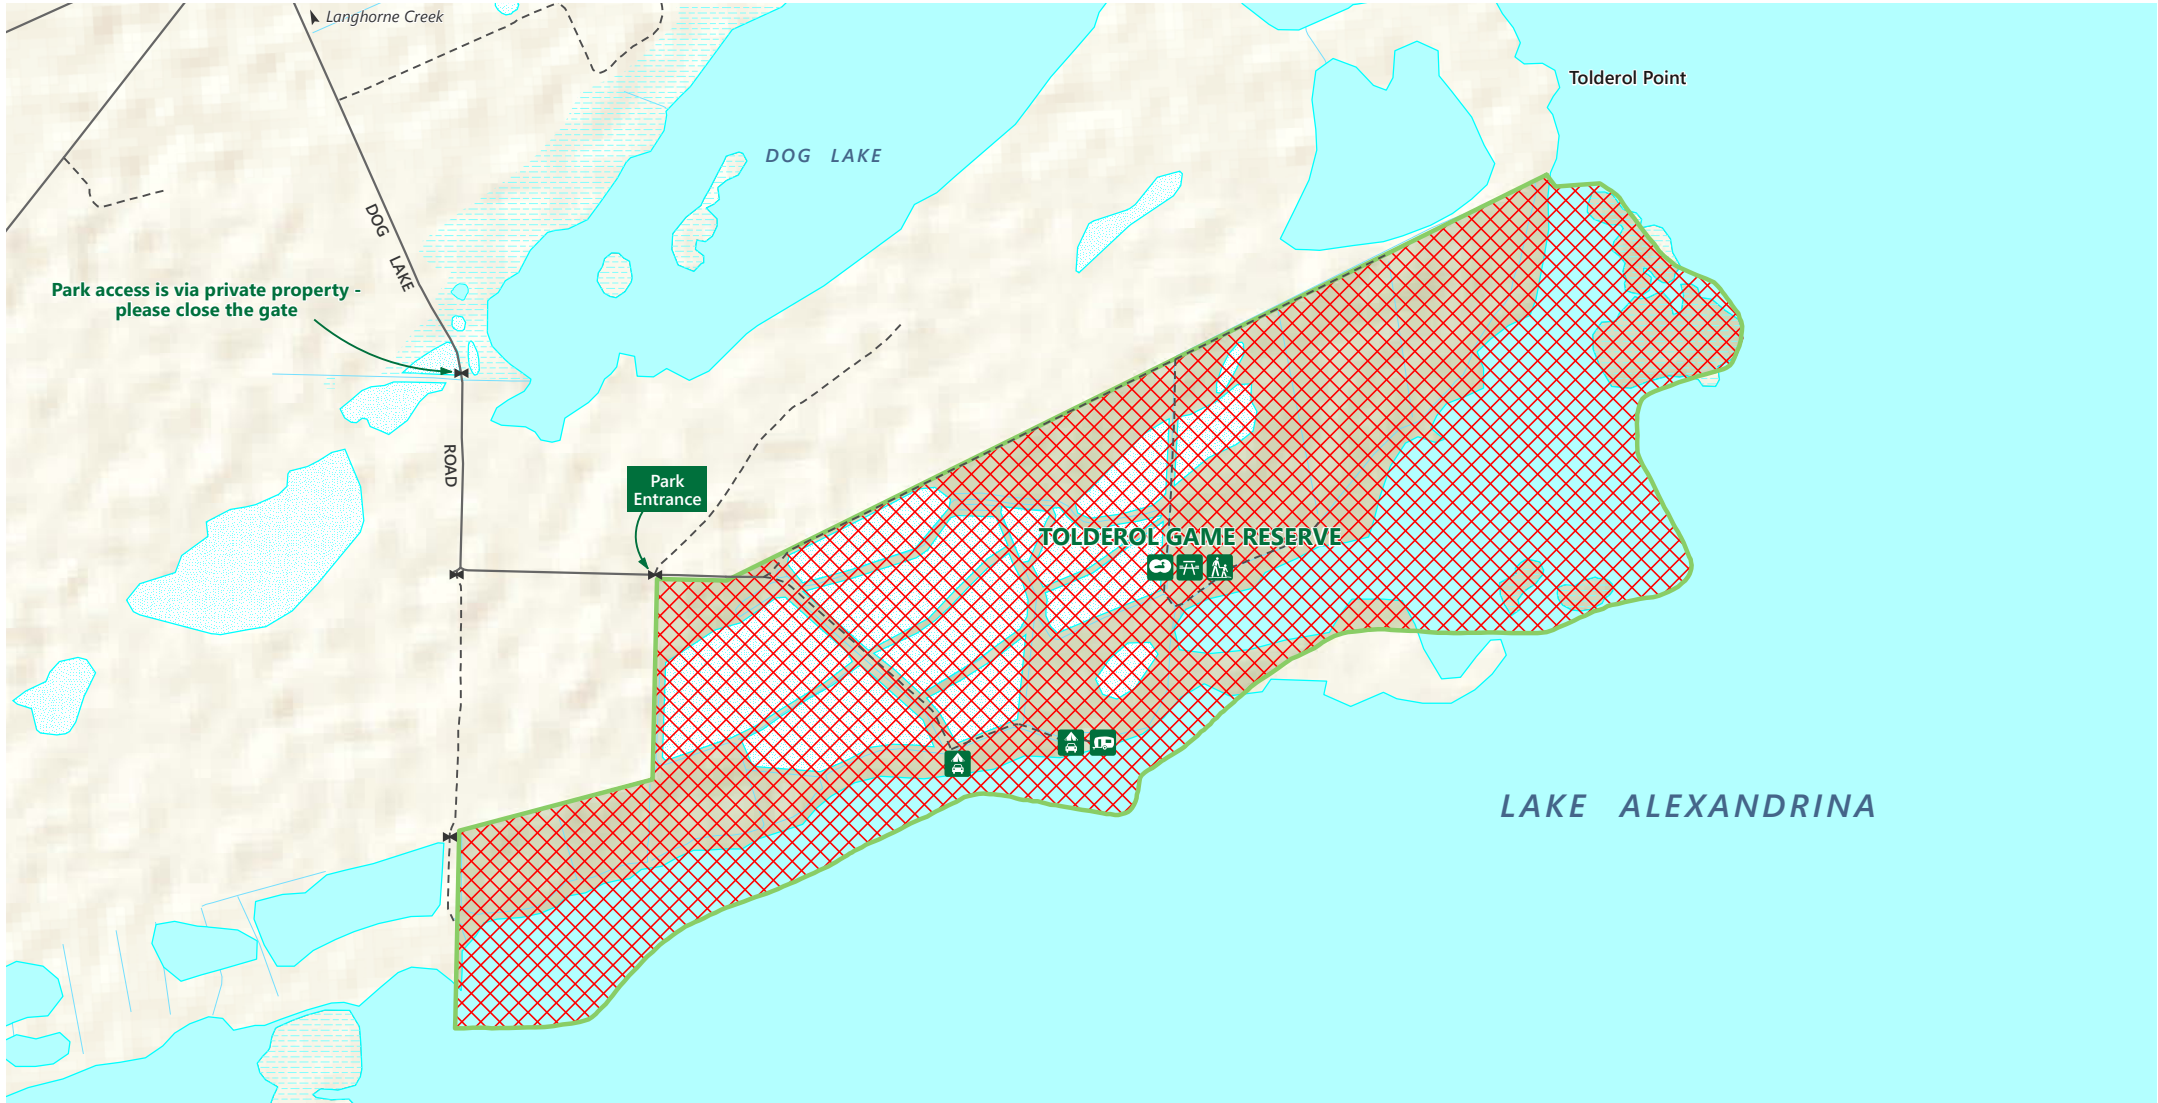 Langhorne Creek
Tolderol Point
DOG LAKE
DOG LAKE ROAD
Park access is via private property -
please close the gate
Park
Entrance
TOLDEROL GAME RESERVE
LAKE ALEXANDRINA